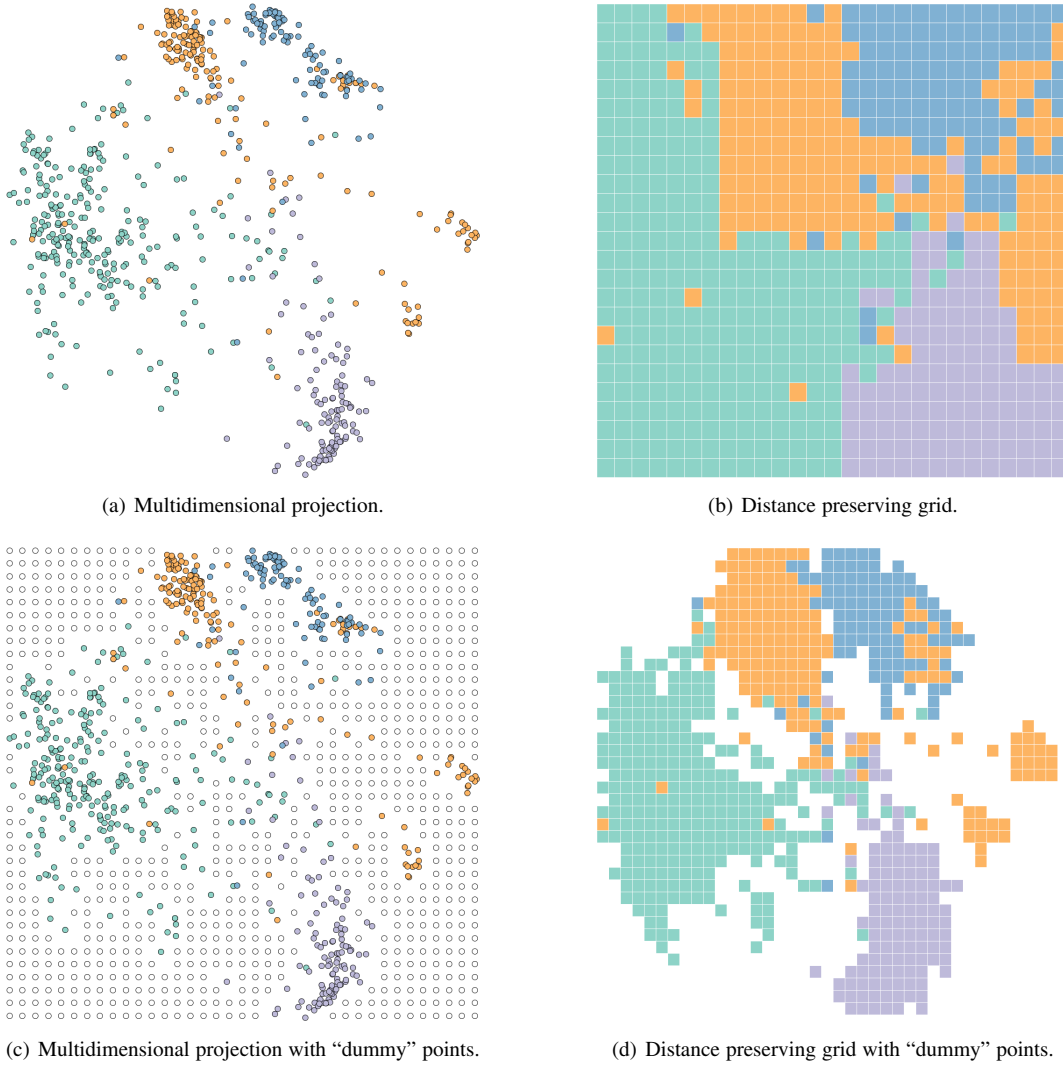 (a) Multidimensional projection.
(b) Distance preserving grid.
(c) Multidimensional projection with “dummy” points.
(d) Distance preserving grid with “dummy” points.